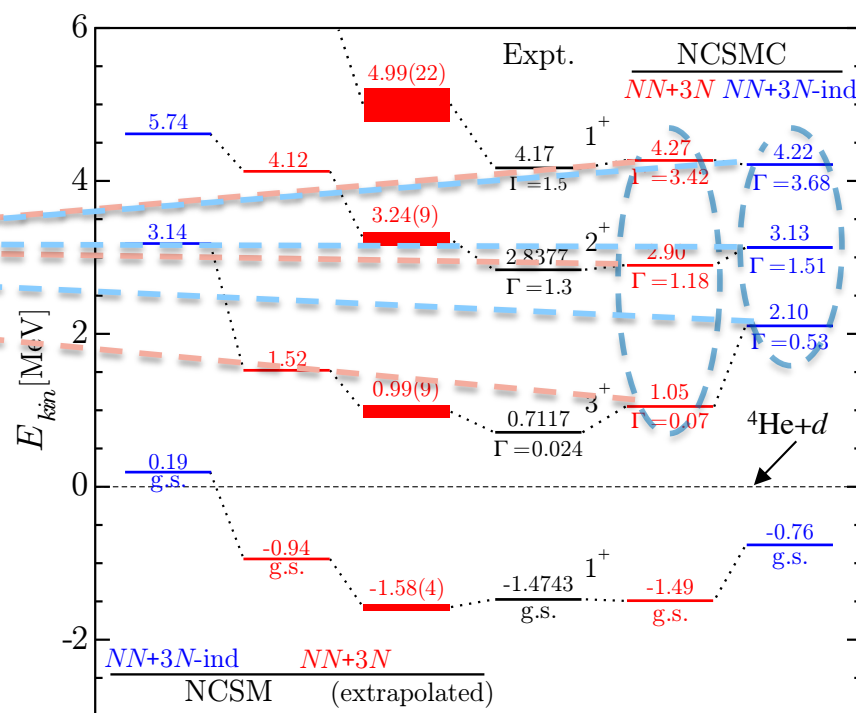 6
4
2
0
-2
E_kin [MeV]
Expt.
NCSMC
NN+3N NN+3N-ind
5.74
3.14
0.19
g.s.
4.12
1.52
-0.94
g.s.
4.99(22)
3.24(9)
0.99(9)
-1.58(4)
4.17
Γ=1.5
2.8377
Γ=1.3
0.7117
Γ=0.024
-1.4743
g.s.
1⁺
2⁺
3⁺
1⁺
4.27
Γ=3.42
2.90
Γ=1.18
1.05
Γ=0.07
-1.49
g.s.
4.22
Γ=3.68
3.13
Γ=1.51
2.10
Γ=0.53
-0.76
g.s.
⁴He+d
NN+3N-ind NN+3N
NCSM (extrapolated)